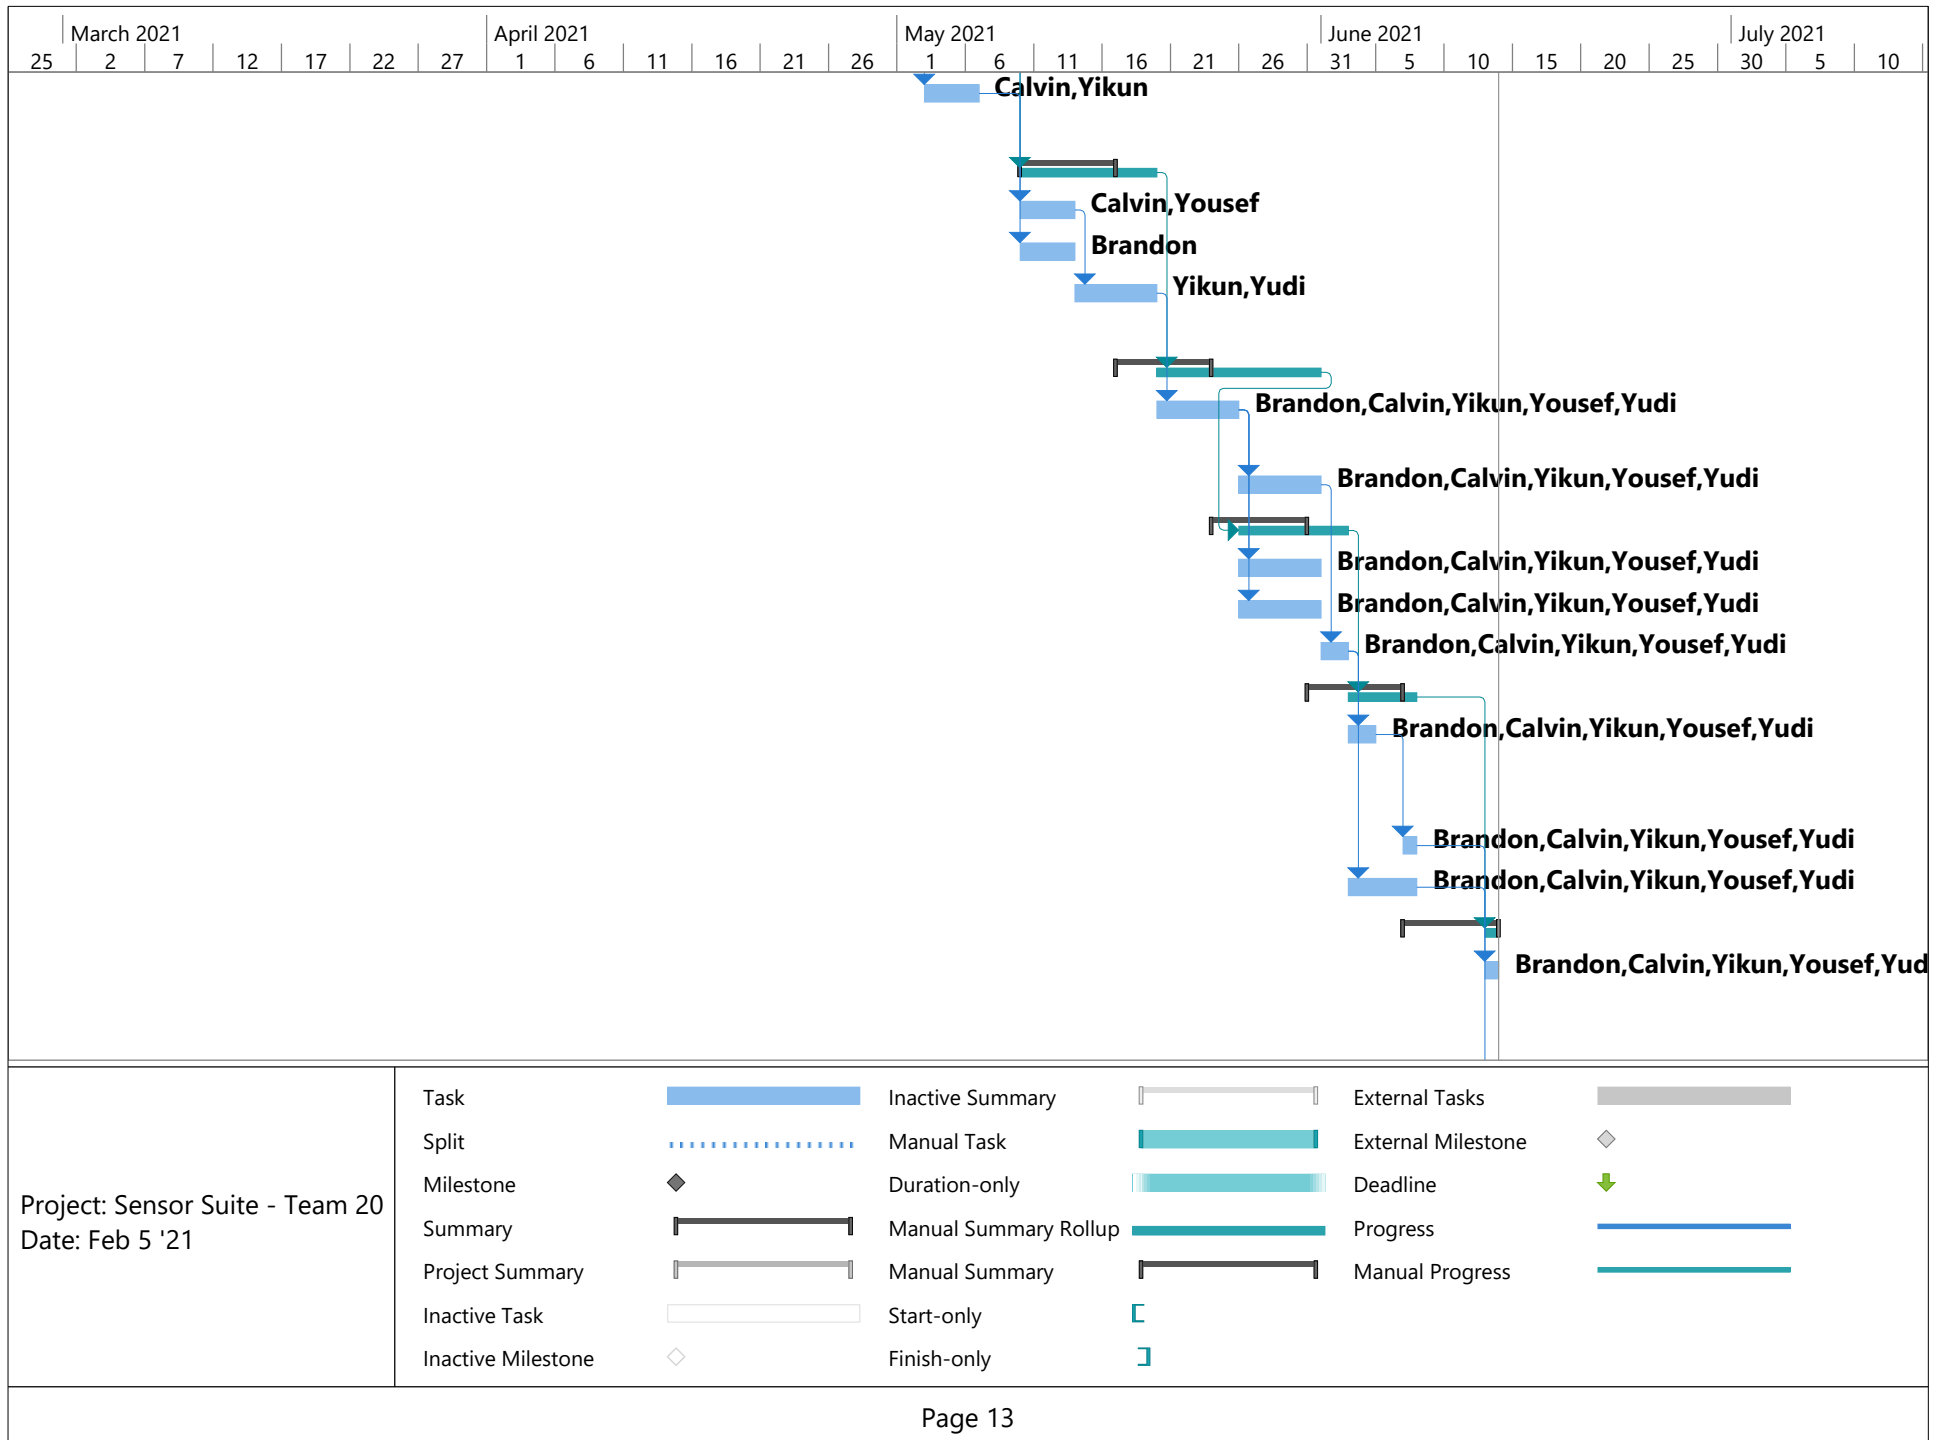 March 2021 April 2021 May 2021 June 2021 July 2021
25 2 7 12 17 22 27 1 6 11 16 21 26 1 6 11 16 21 26 31 5 10 15 20 25 30 5 10
Calvin,Yikun
Calvin,Yousef
Brandon
Yikun,Yudi
Brandon,Calvin,Yikun,Yousef,Yudi
Brandon,Calvin,Yikun,Yousef,Yudi
Brandon,Calvin,Yikun,Yousef,Yudi
Brandon,Calvin,Yikun,Yousef,Yudi
Brandon,Calvin,Yikun,Yousef,Yudi
Brandon,Calvin,Yikun,Yousef,Yudi
Brandon,Calvin,Yikun,Yousef,Yudi
Brandon,Calvin,Yikun,Yousef,Yudi
Brandon,Calvin,Yikun,Yousef,Yud
Project: Sensor Suite - Team 20
Date: Feb 5 '21
Task
Split
Milestone
Summary
Project Summary
Inactive Task
Inactive Milestone
Inactive Summary
Manual Task
Duration-only
Manual Summary Rollup
Manual Summary
Start-only
Finish-only
External Tasks
External Milestone
Deadline
Progress
Manual Progress
Page 13